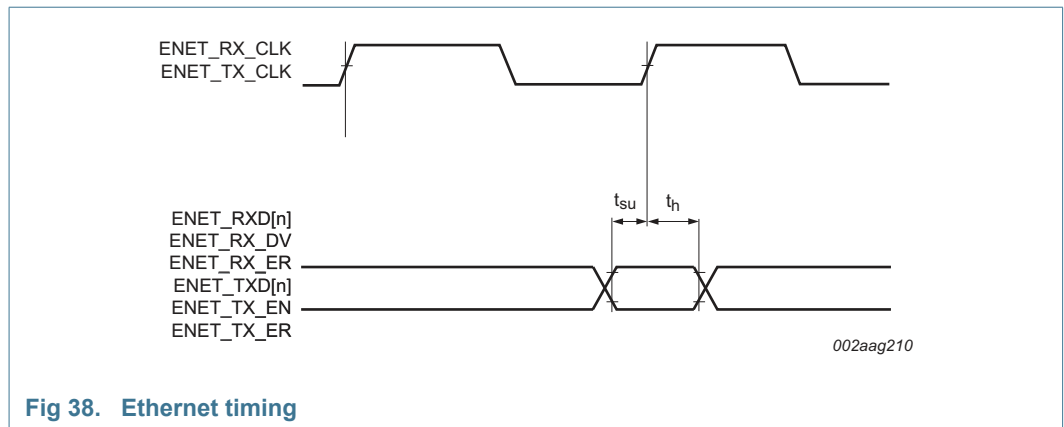 ENET_RX_CLK
ENET_TX_CLK
tsu th
ENET_RXD[n]
ENET_RX_DV
ENET_RX_ER
ENET_TXD[n]
ENET_TX_EN
ENET_TX_ER
002aag210
Fig 38. Ethernet timing